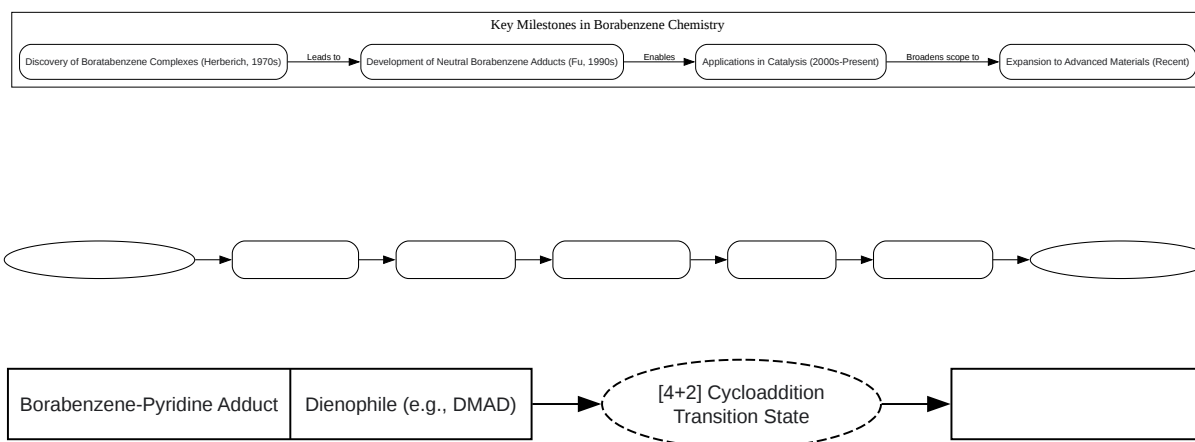 Key Milestones in Borabenzene Chemistry
Discovery of Boratabenzene Complexes (Herberich, 1970s)
Leads to
Development of Neutral Borabenzene Adducts (Fu, 1990s)
Enables
Applications in Catalysis (2000s-Present)
Broadens scope to
Expansion to Advanced Materials (Recent)
Borabenzene-Pyridine Adduct
Dienophile (e.g., DMAD)
[4+2] Cycloaddition
Transition State